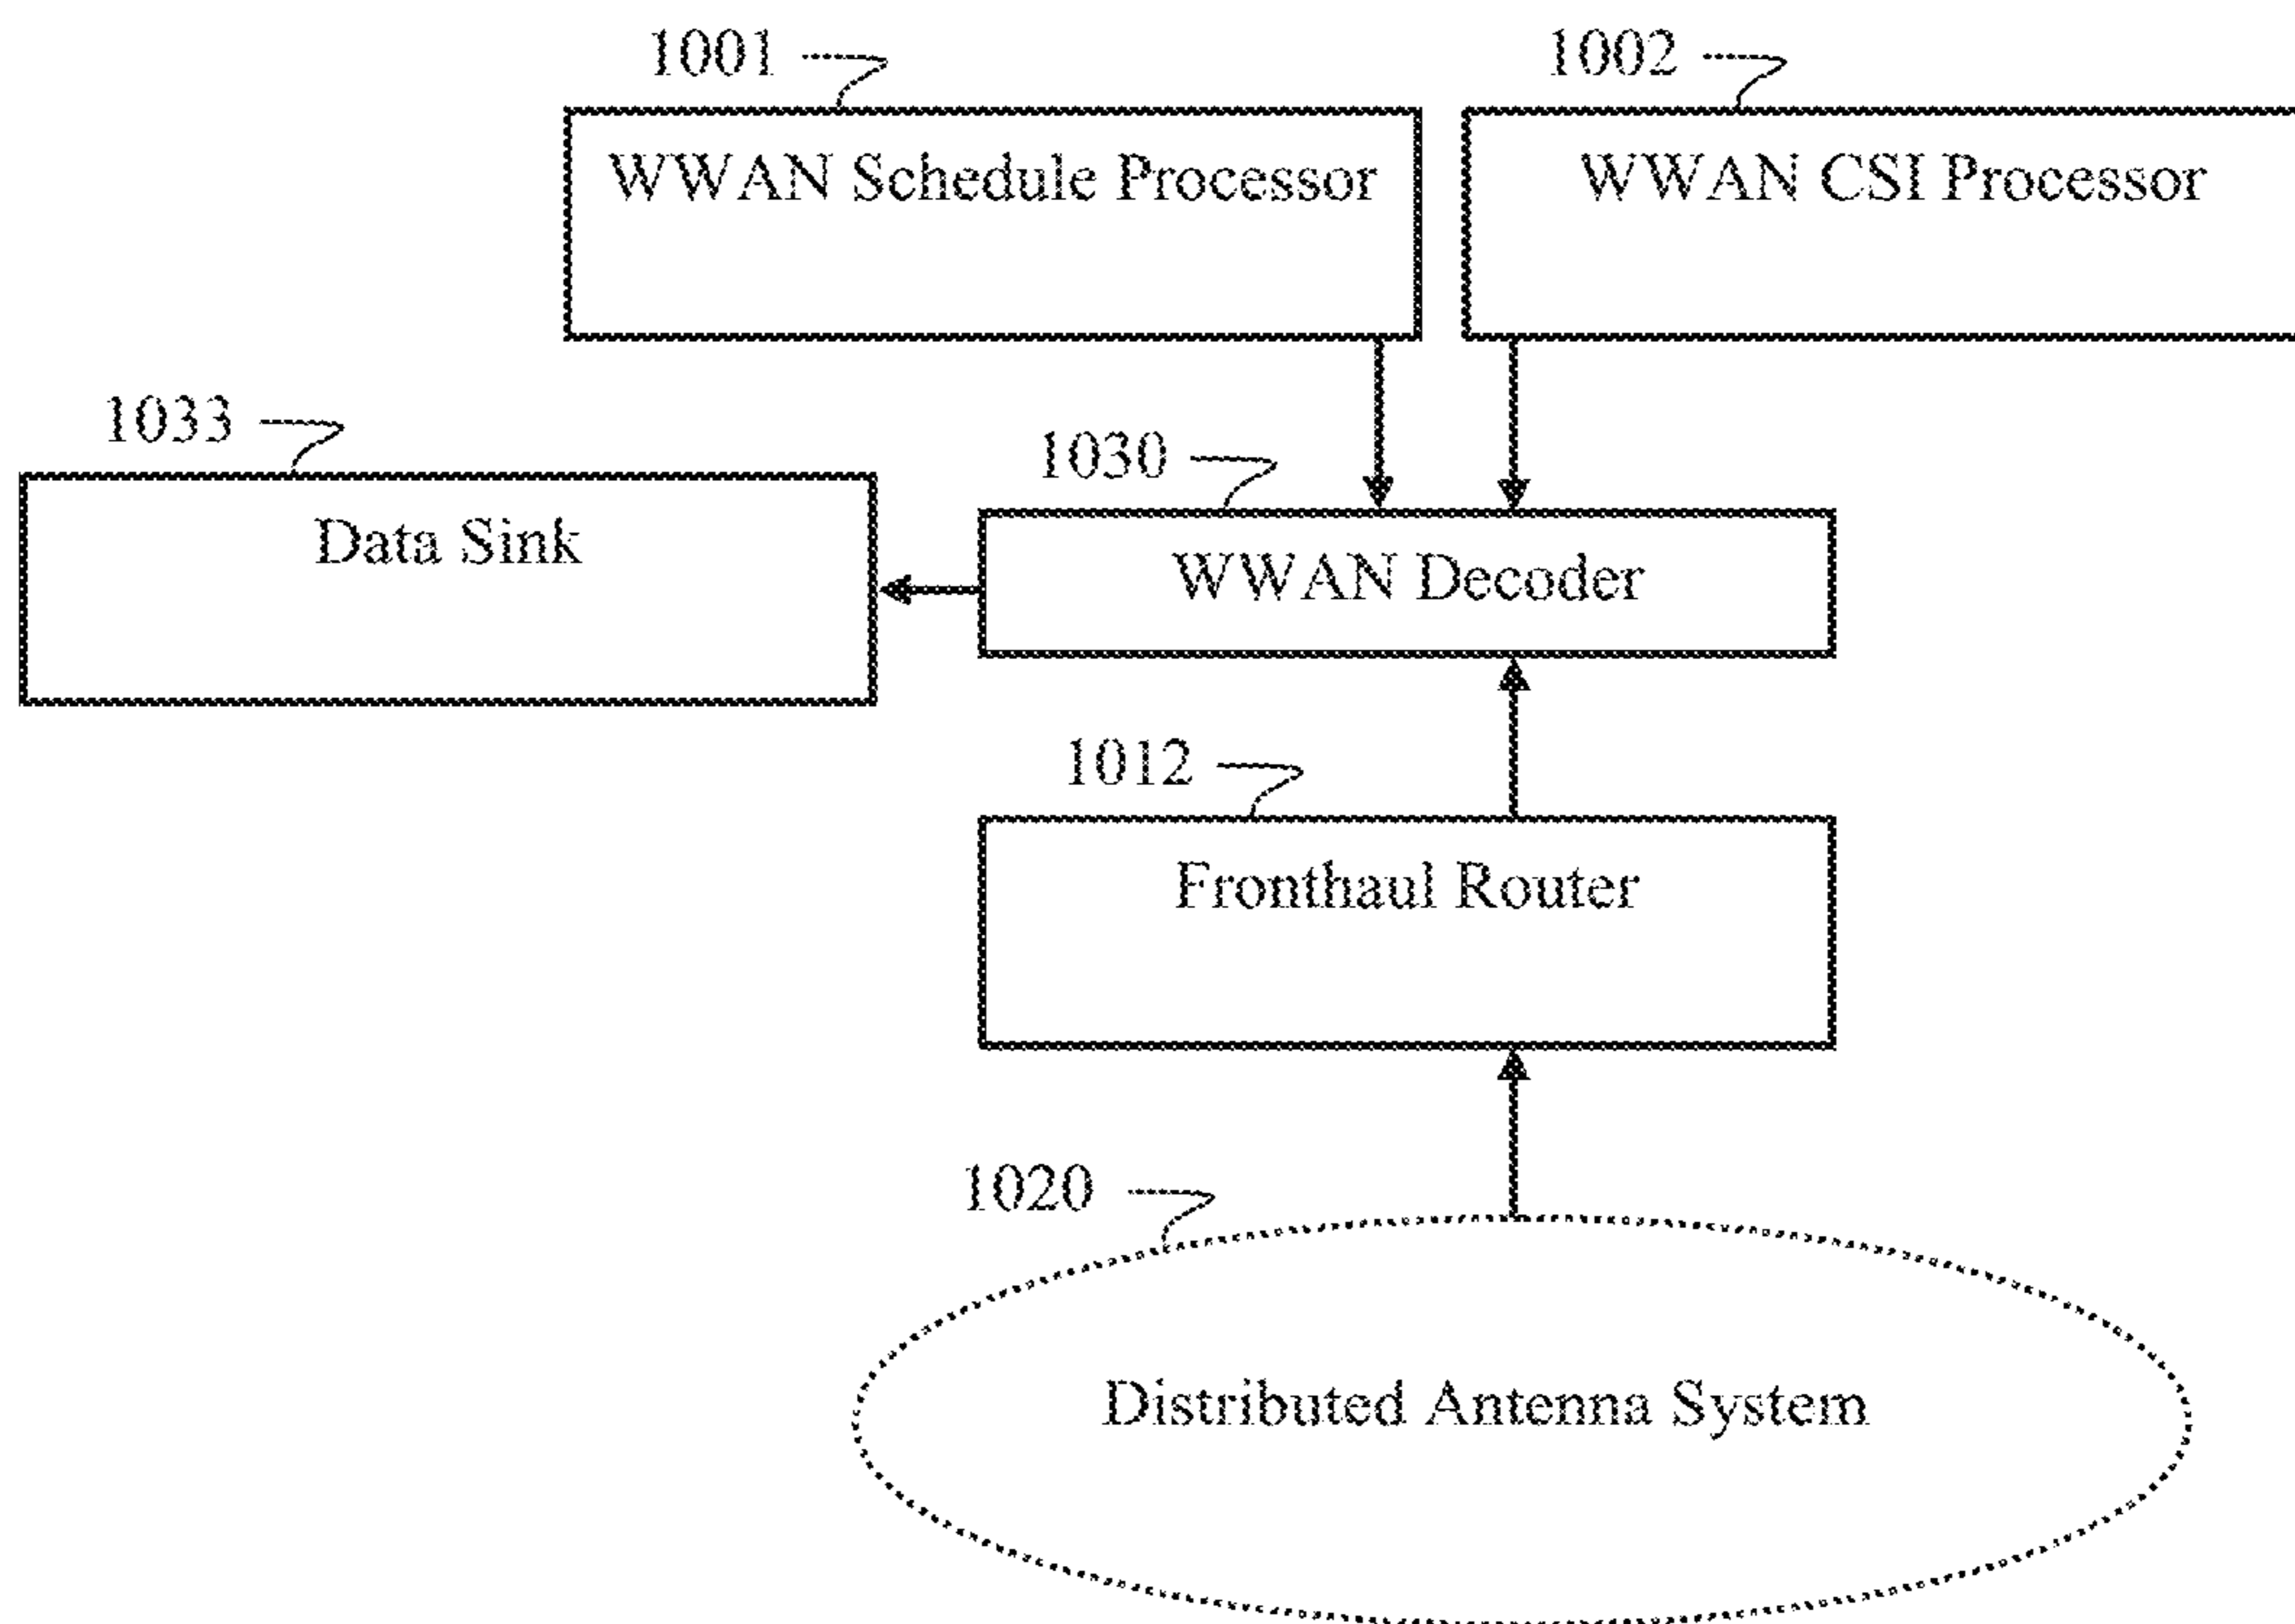 1001
1002
WWAN Schedule Processor
WWAN CSI Processor
1033
1030
Data Sink
WWAN Decoder
1012
Fronthaul Router
1020
Distributed Antenna System